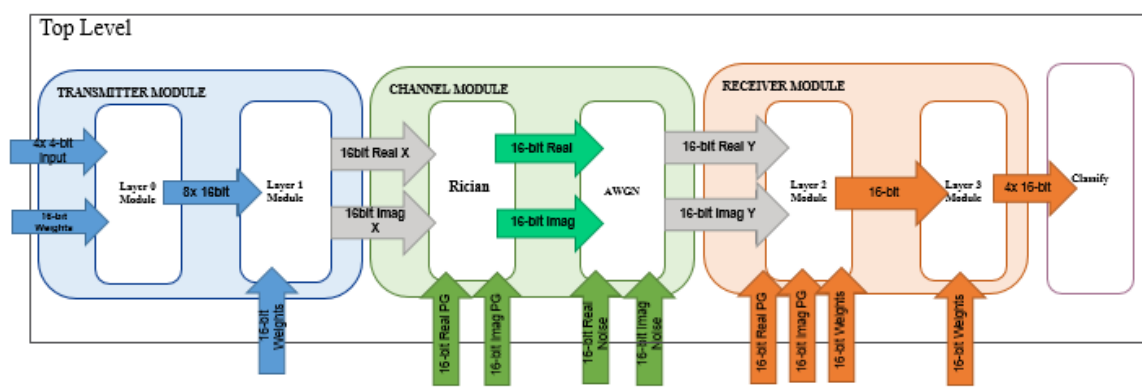 Top Level
TRANSMITTER MODULE
4x 4-bit
Input
16-bit
Weights
Layer 0
Module
8x 16bit
Layer 1
Module
16-bit
Weights
16bit Real X
16bit Imag
X
CHANNEL MODULE
Rician
16-bit Real PG
16-bit Imag PG
16-bit Real
16-bit Imag
AWGN
16-bit Real
Noise
16-bit Imag
Noise
16-bit Real Y
16-bit Imag Y
RECEIVER MODULE
Layer 2
Module
16-bit Real PG
16-bit Imag PG
16-bit Weights
16-bit
Layer 3
Module
16-bit Weights
4x 16-bit
Classify